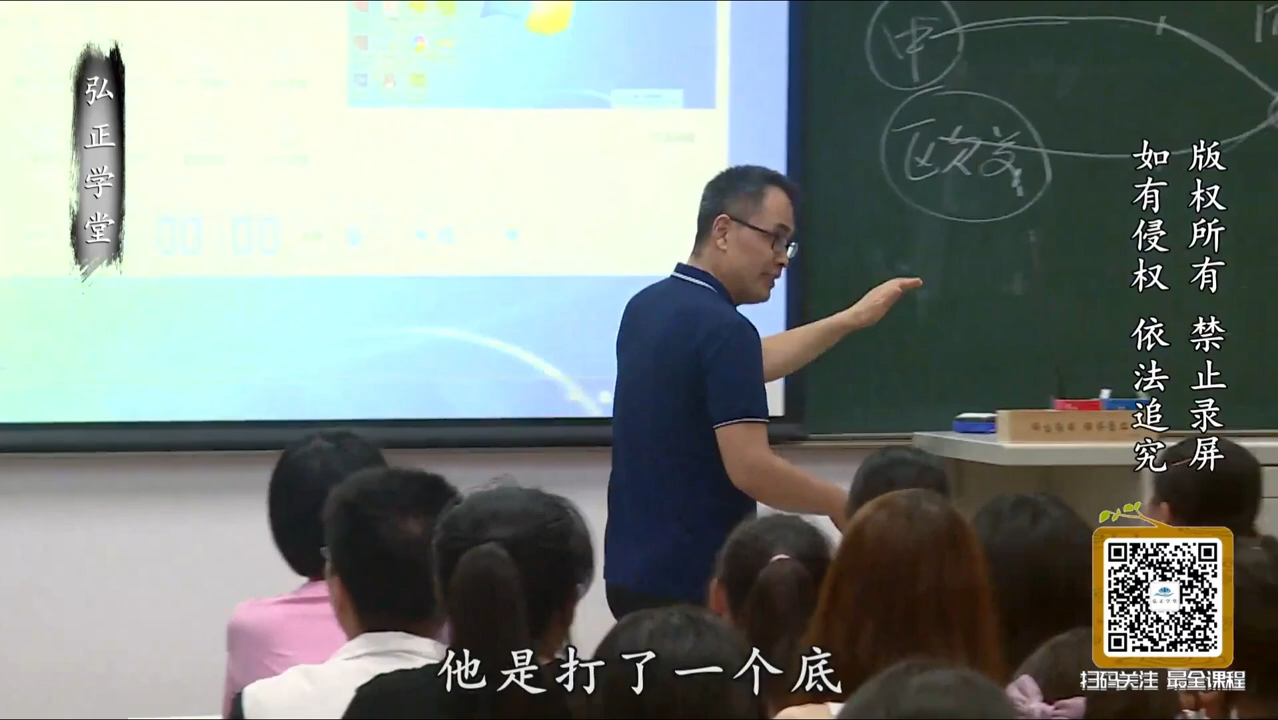 弘正学堂
中
欧洲
版权所有 禁止录屏
如有侵权 依法追究
他是打了一个底
扫码关注 最全课程